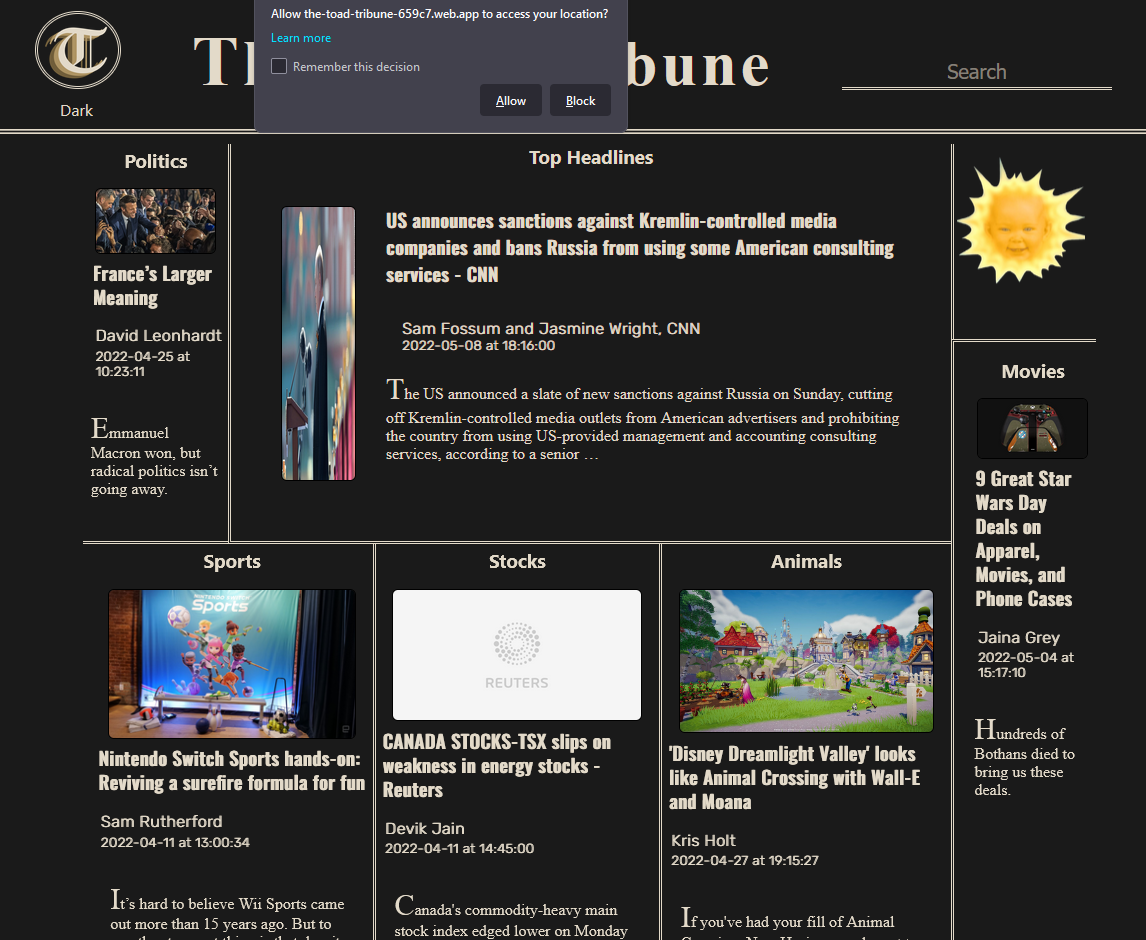 Allow the-toad-tribune-659c7.web.app to access your location?
Learn more
Remember this decision
Allow
Block
T
bune
Search
Dark
Politics
France’s Larger
Meaning
David Leonhardt
2022-04-25 at
10:23:11
Emmanuel
Macron won, but
radical politics isn’t
going away.
Top Headlines
US announces sanctions against Kremlin-controlled media
companies and bans Russia from using some American consulting
services - CNN
Sam Fossum and Jasmine Wright, CNN
2022-05-08 at 18:16:00
The US announced a slate of new sanctions against Russia on Sunday, cutting
off Kremlin-controlled media outlets from American advertisers and prohibiting
the country from using US-provided management and accounting consulting
services, according to a senior …
Movies
9 Great Star
Wars Day
Deals on
Apparel,
Movies, and
Phone Cases
Jaina Grey
2022-05-04 at
15:17:10
Hundreds of
Bothans died to
bring us these
deals.
Sports
NINTENDO SWITCH
Sports
Nintendo Switch Sports hands-on:
Reviving a surefire formula for fun
Sam Rutherford
2022-04-11 at 13:00:34
It’s hard to believe Wii Sports came
out more than 15 years ago. But to
Stocks
REUTERS
CANADA STOCKS-TSX slips on
weakness in energy stocks -
Reuters
Devik Jain
2022-04-11 at 14:45:00
Canada's commodity-heavy main
stock index edged lower on Monday
Animals
'Disney Dreamlight Valley' looks
like Animal Crossing with Wall-E
and Moana
Kris Holt
2022-04-27 at 19:15:27
If you've had your fill of Animal